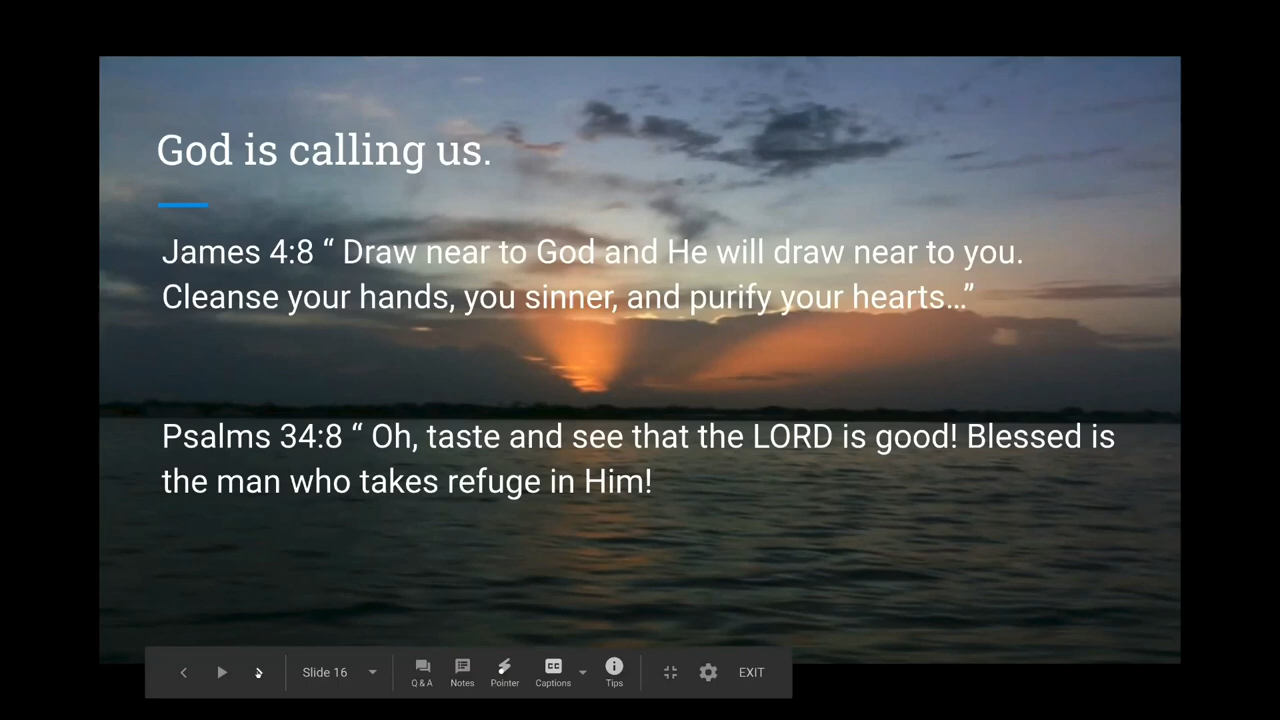 God is calling us.
James 4:8 “ Draw near to God and He will draw near to you.
Cleanse your hands, you sinner, and purify your hearts…”
Psalms 34:8 “ Oh, taste and see that the LORD is good! Blessed is
the man who takes refuge in Him!
Slide 16
Q & A
Notes
Pointer
CC
Captions
Tips
EXIT